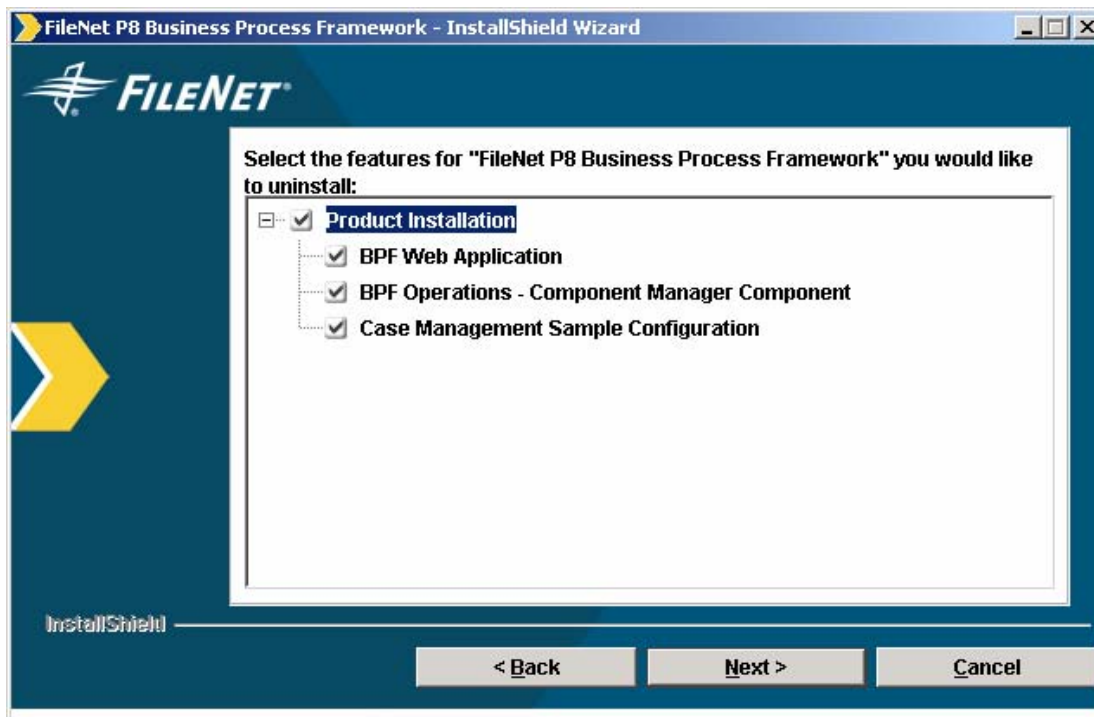 FileNet P8 Business Process Framework - InstallShield Wizard
FILENET
Select the features for "FileNet P8 Business Process Framework" you would like
to uninstall:
Product Installation
BPF Web Application
BPF Operations - Component Manager Component
Case Management Sample Configuration
InstallShield
< Back
Next >
Cancel